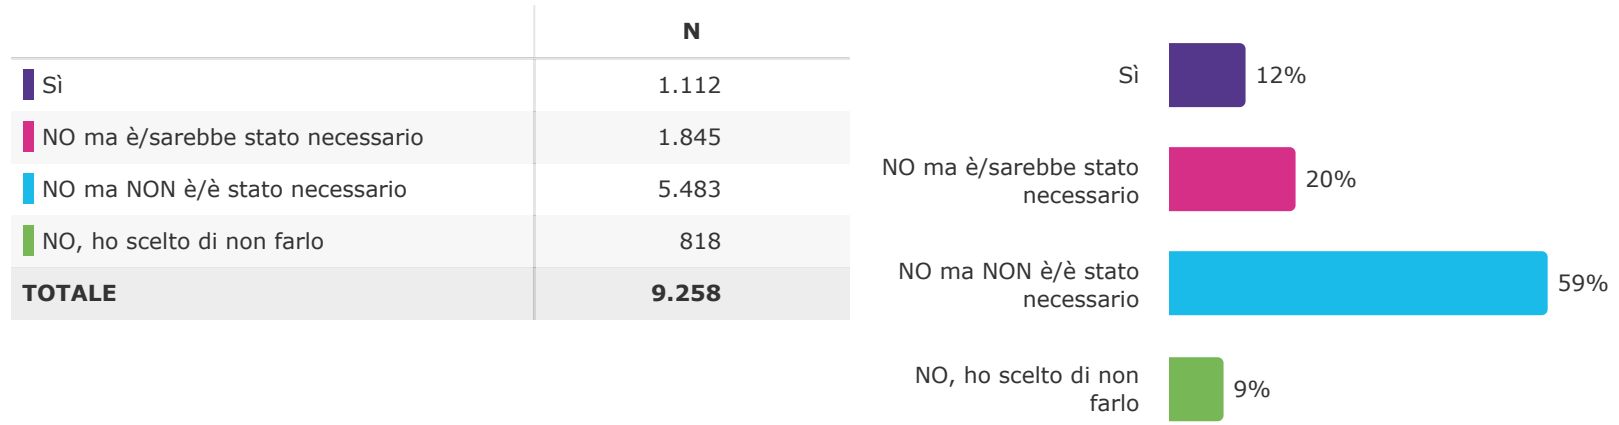 N
Sì 1.112
NO ma è/sarebbe stato necessario 1.845
NO ma NON è/è stato necessario 5.483
NO, ho scelto di non farlo 818
TOTALE 9.258
Sì 12%
NO ma è/sarebbe stato
necessario
20%
NO ma NON è/è stato
necessario
59%
NO, ho scelto di non
farlo
9%